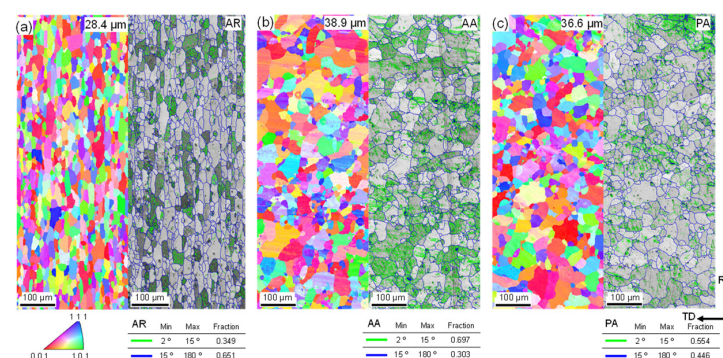 (a) 28.4 μm AR
(b) 38.9 μm AA
(c) 36.6 μm PA
100 μm 100 μm
100 μm 100 μm
100 μm 100 μm
R
TD
1 1 1
0 0 1 1 0 1
AR Min Max Fraction
2 ° 15 ° 0.349
15 ° 180 ° 0.651
AA Min Max Fraction
2 ° 15 ° 0.697
15 ° 180 ° 0.303
PA Min Max Fraction
2 ° 15 ° 0.554
15 ° 180 ° 0.446